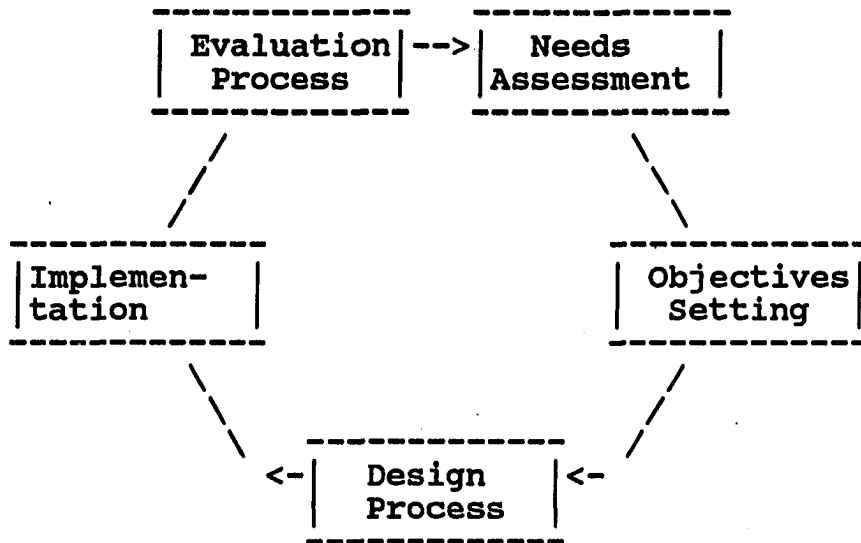 Evaluation
Process
Needs
Assessment
Implemen-
tation
Objectives
Setting
Design
Process